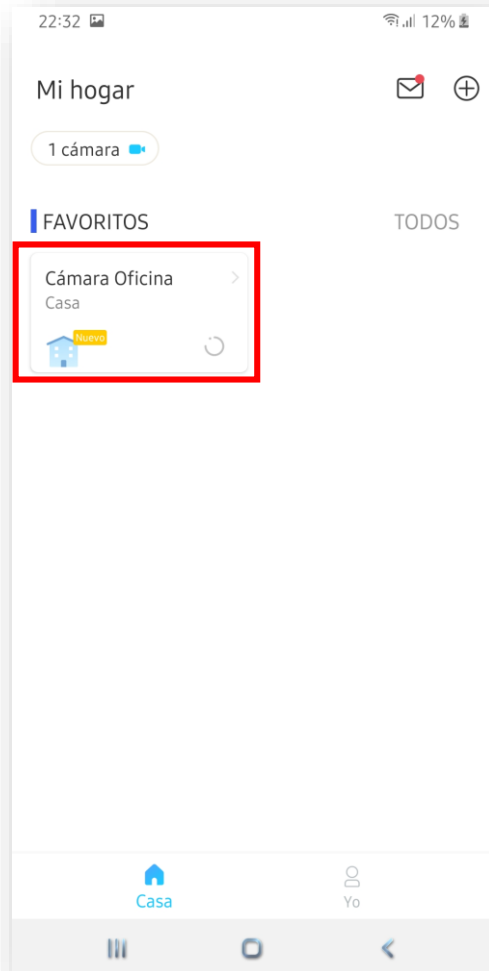 22:32 12%
Mi hogar
1 cámara
FAVORITOS TODOS
Cámara Oficina
Casa
Nuevo
Casa Yo